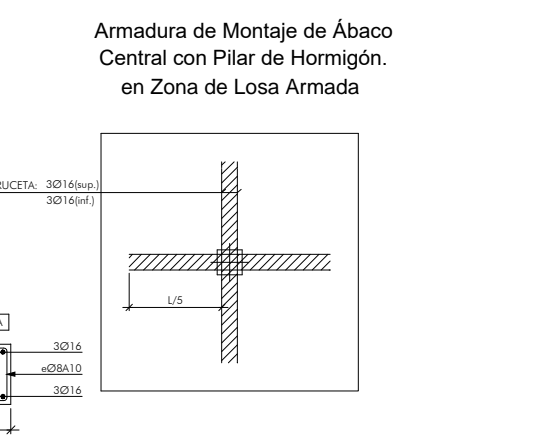 Armadura de Montaje de Ábaco
Central con Pilar de Hormigón.
en Zona de Losa Armada
RUCETA: 3Ø16(sup.)
3Ø16(inf.)
L/5
A
3Ø16
eØ8A10
3Ø16